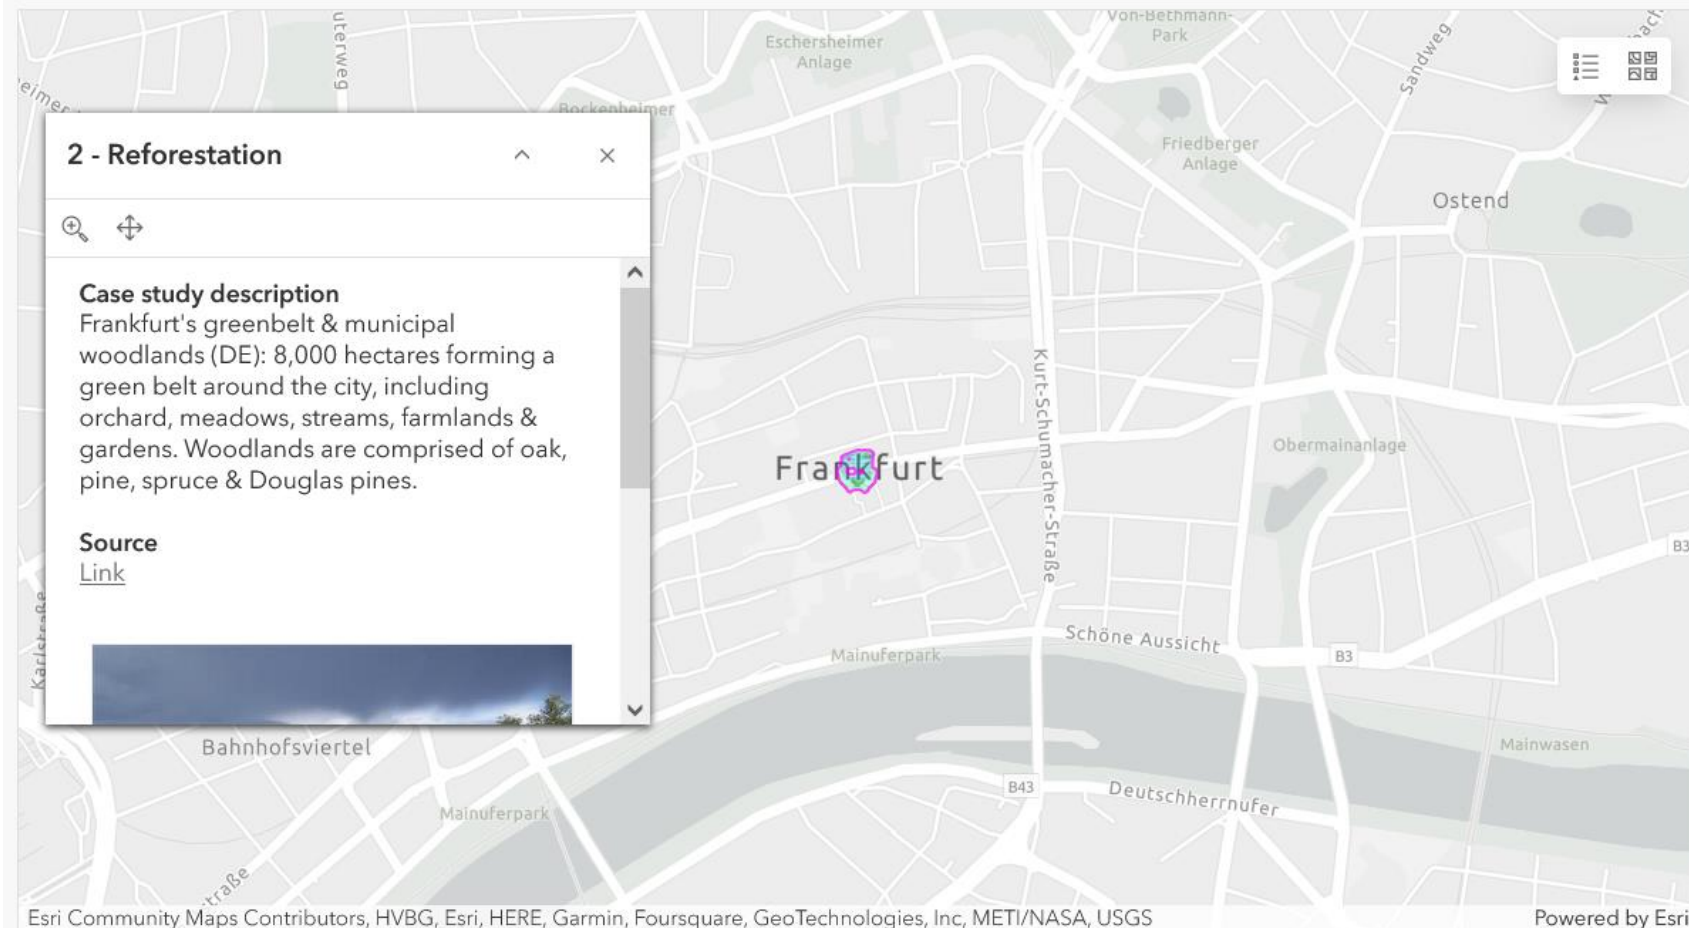 uterweg
Eschersheimer
Anlage
Von-Bethmann-
Park
Sandweg
eimer
Bockenheimer
Friedberger
Anlage
Ostend
2 - Reforestation
Case study description
Frankfurt's greenbelt & municipal
woodlands (DE): 8,000 hectares forming a
green belt around the city, including
orchard, meadows, streams, farmlands &
gardens. Woodlands are comprised of oak,
pine, spruce & Douglas pines.
Source
Link
Kurt-Schumacher-Straße
Obermainanlage
Frankfurt
B3
Karlstraße
Schöne Aussicht
Mainuferpark
B3
Bahnhofsviertel
Mainwasen
B43
Deutschherrnufer
Mainuferpark
straße
Esri Community Maps Contributors, HVBG, Esri, HERE, Garmin, Foursquare, GeoTechnologies, Inc, METI/NASA, USGS
Powered by Esri